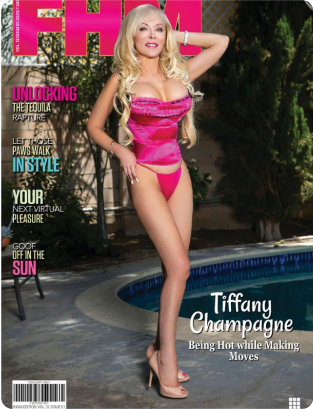 FHM
UNLOCKING
THE TEQUILA
RAPTURE
LET THOSE
PAWS WALK
IN STYLE
YOUR
NEXT VIRTUAL
PLEASURE
GOOF
OFF IN THE
SUN
Tiffany
Champagne
Being Hot while Making
Moves